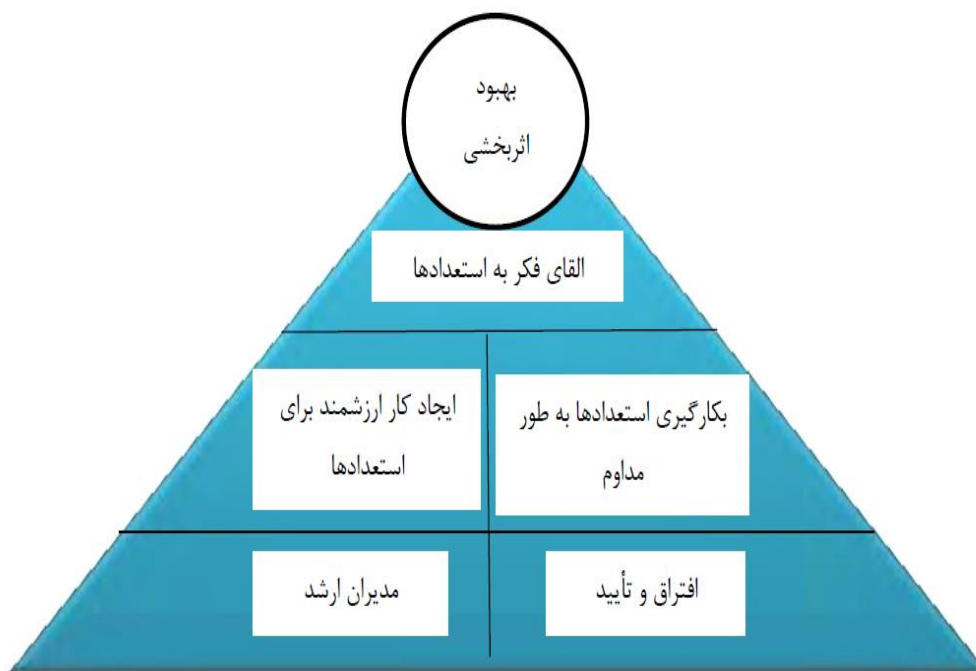 بهبود
اثربخشی
القای فکر به استعدادها
بکارگیری استعدادها به طور
مداوم
ایجاد کار ارزشمند برای
استعدادها
افتراق و تأیید
مدیران ارشد